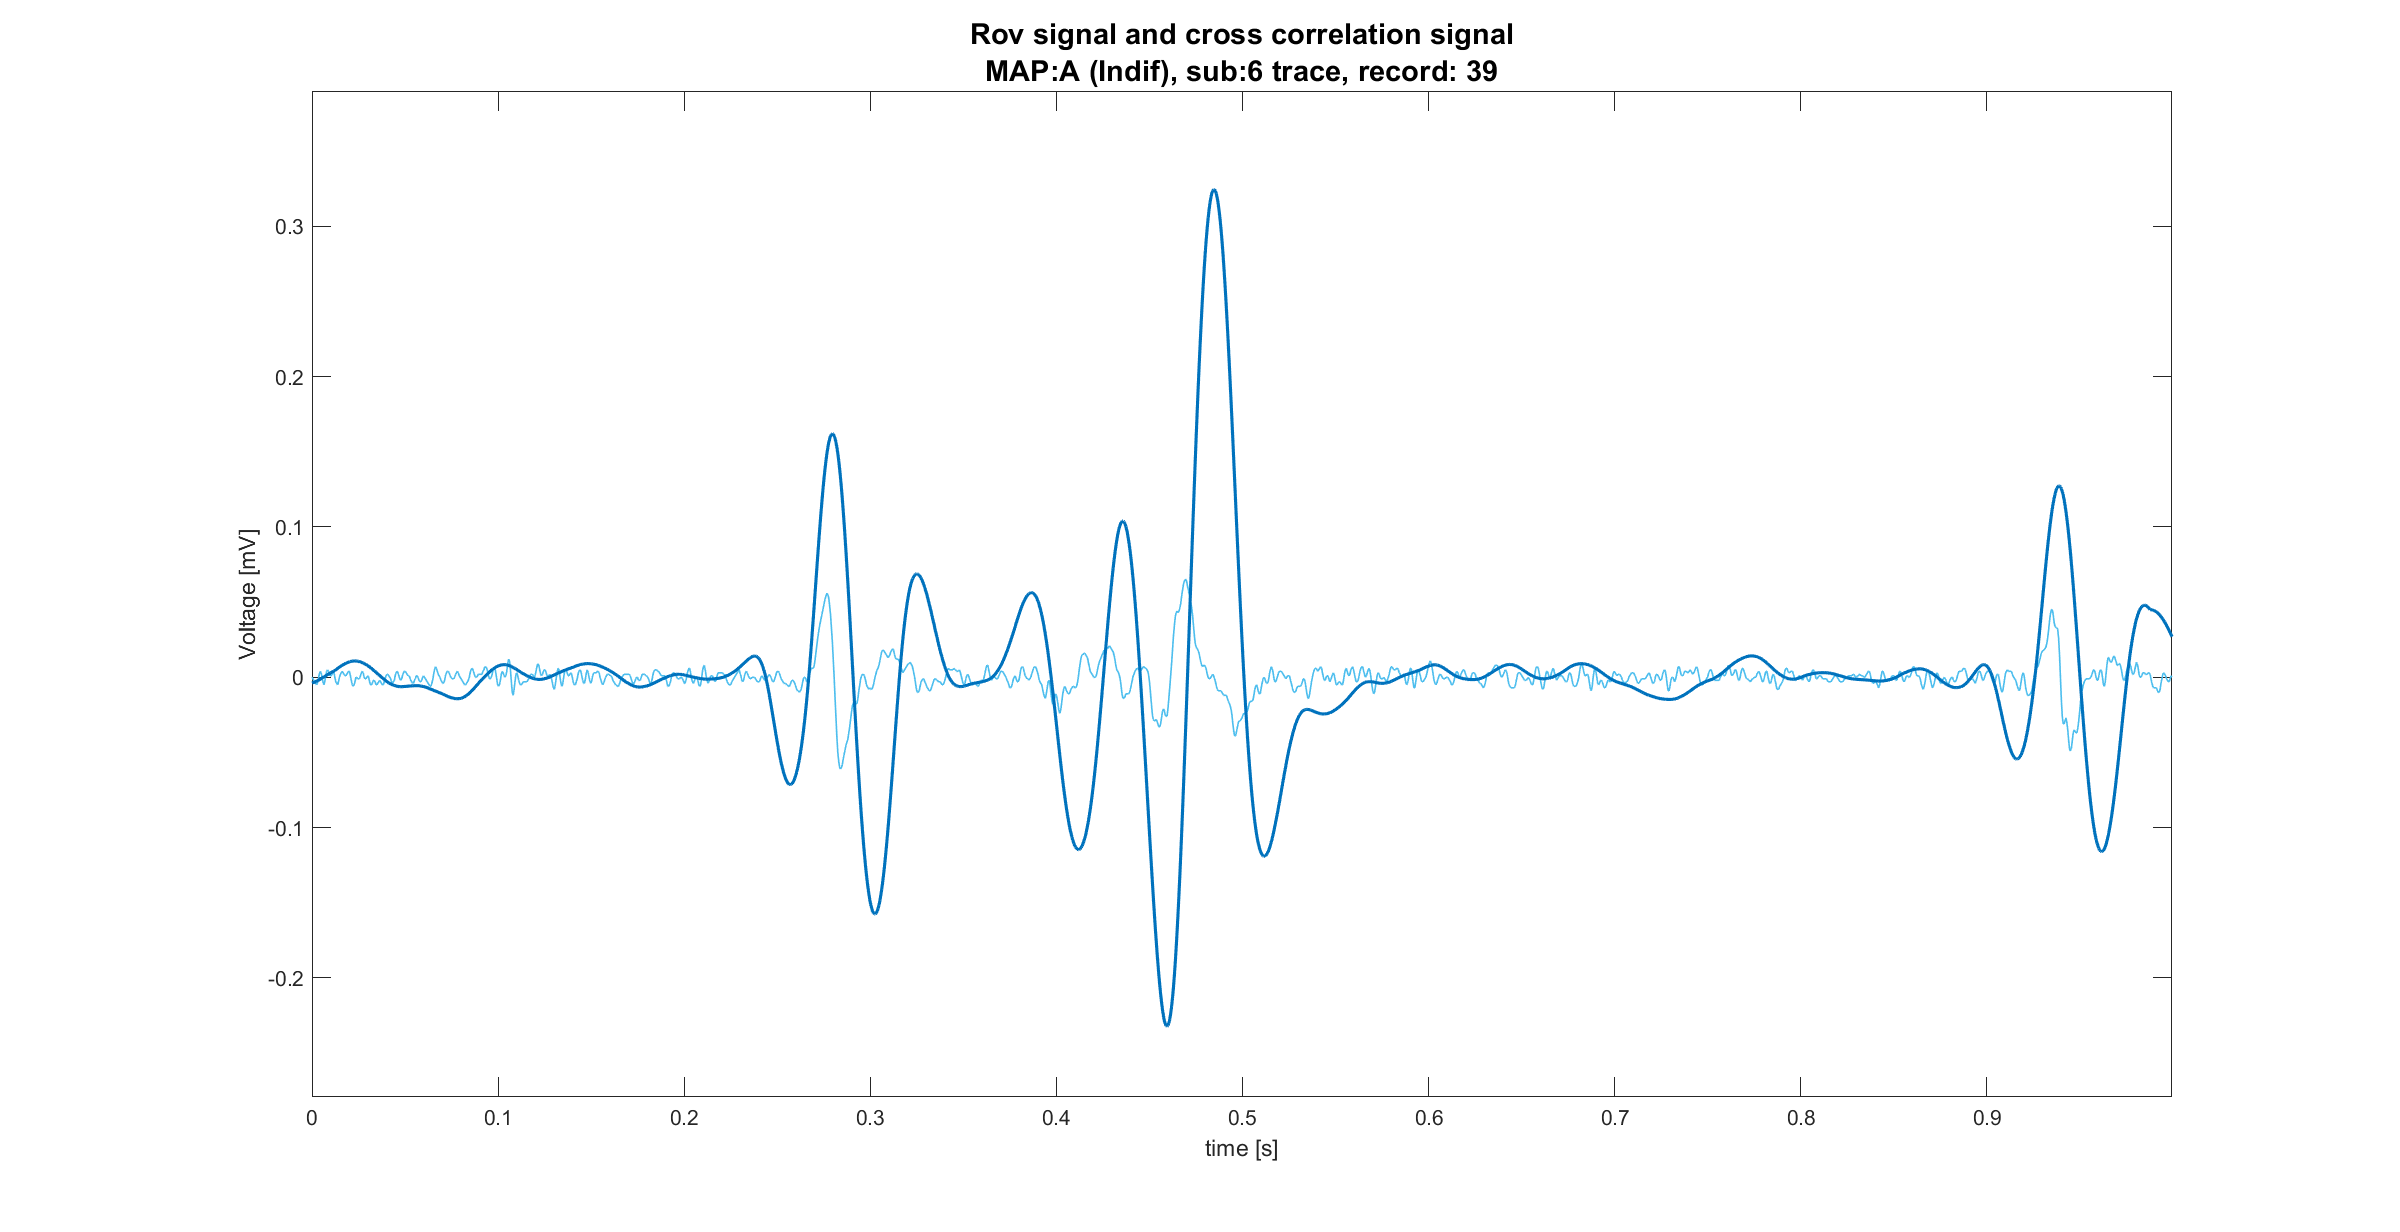 Rov signal and cross correlation signal
MAP:A (Indif), sub:6 trace, record: 39
Voltage [mV]
0.3
0.2
0.1
0
-0.1
-0.2
0 0.1 0.2 0.3 0.4 0.5 0.6 0.7 0.8 0.9
time [s]